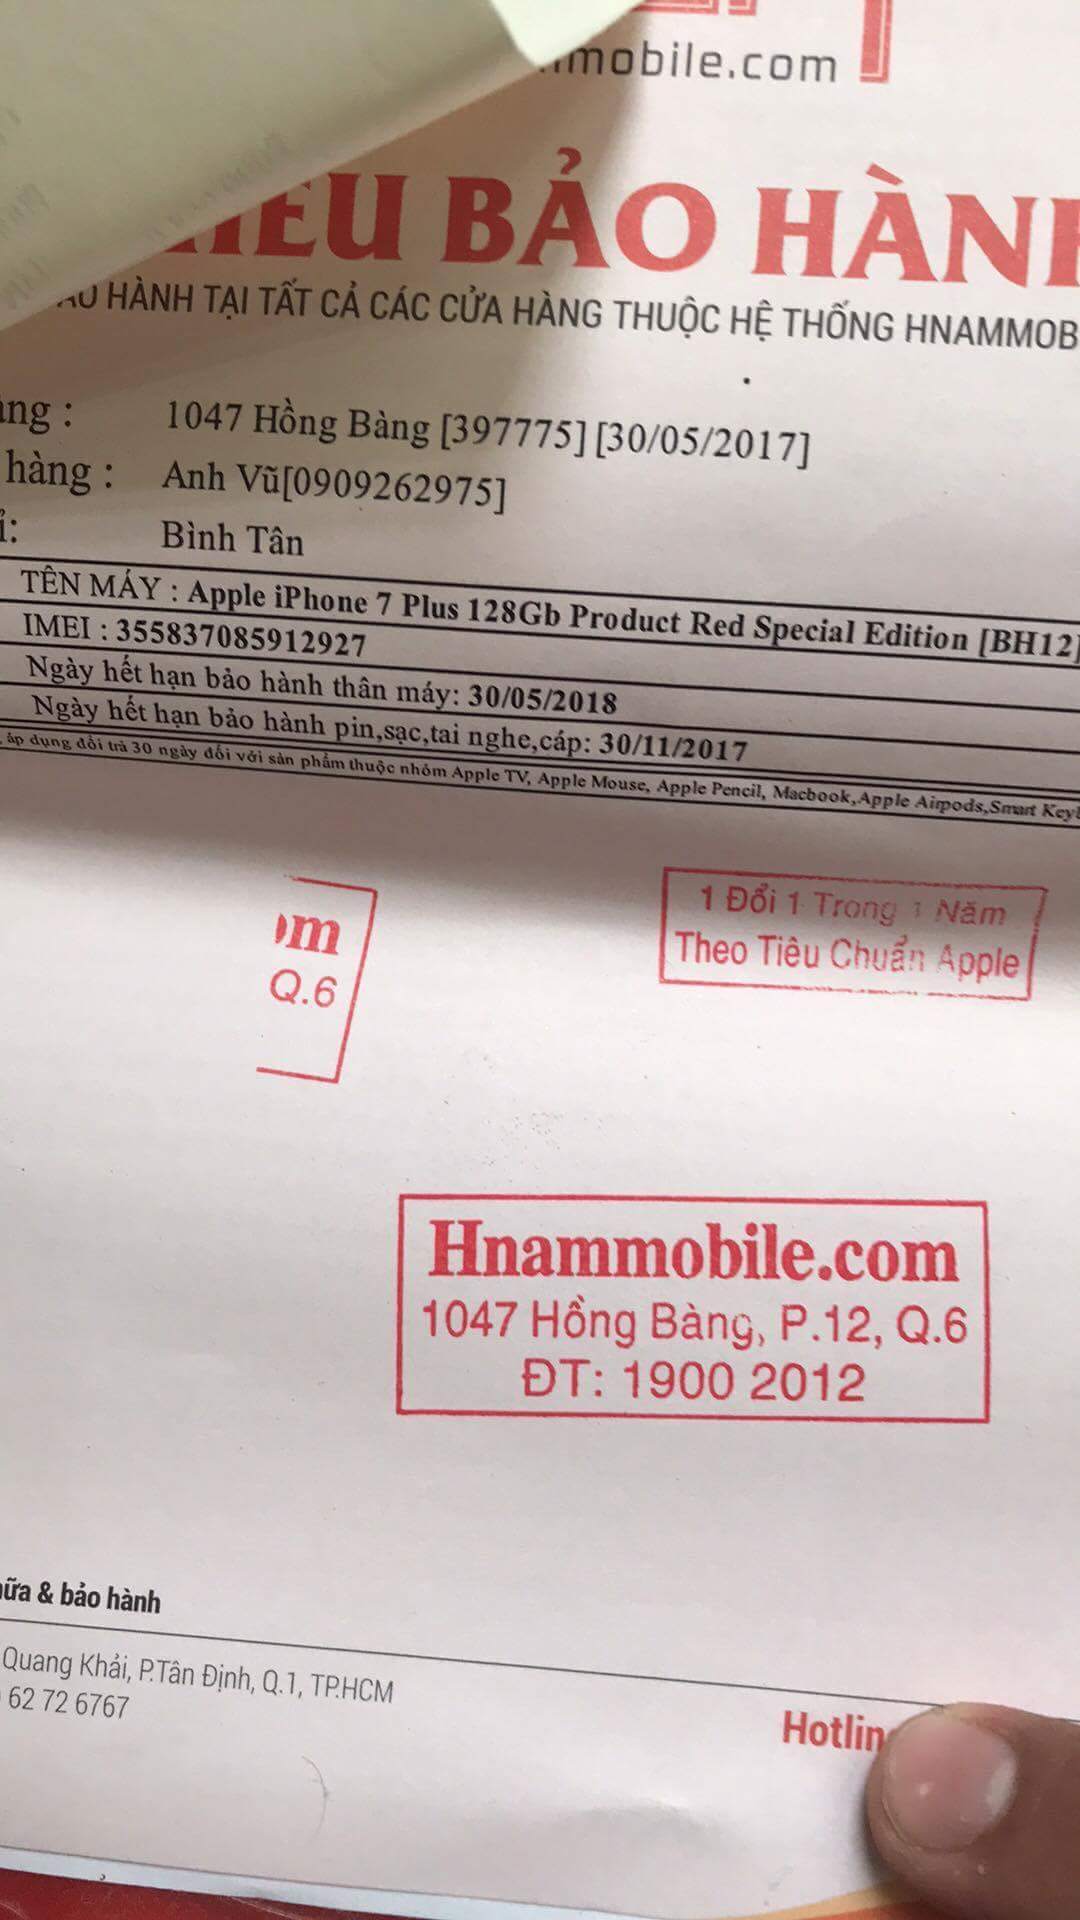 mobile.com
BẢO HÀNH
HÀNH TẠI TẤT CẢ CÁC CỬA HÀNG THUỘC HỆ THỐNG HNAMMOB
1047 Hồng Bàng [397775] [30/05/2017]
hàng : Anh Vũ[0909262975]
Bình Tân
TÊN MÁY : Apple iPhone 7 Plus 128Gb Product Red Special Edition [BH12]
IMEI : 355837085912927
Ngày hết hạn bảo hành thân máy: 30/05/2018
Ngày hết hạn bảo hành pin,sạc,tai nghe,cáp: 30/11/2017
áp dụng đổi trả 30 ngày đối với sản phẩm thuộc nhóm Apple TV, Apple Mouse, Apple Pencil, Macbook,Apple Airpods,Smart Key
1 Đổi 1 Trong 1 Năm
Theo Tiêu Chuẩn Apple
om
Q.6
Hnammobile.com
1047 Hồng Bàng, P.12, Q.6
ĐT: 1900 2012
hữa & bảo hành
Quang Khải, P.Tân Định, Q.1, TP.HCM
62 72 6767
Hotlin